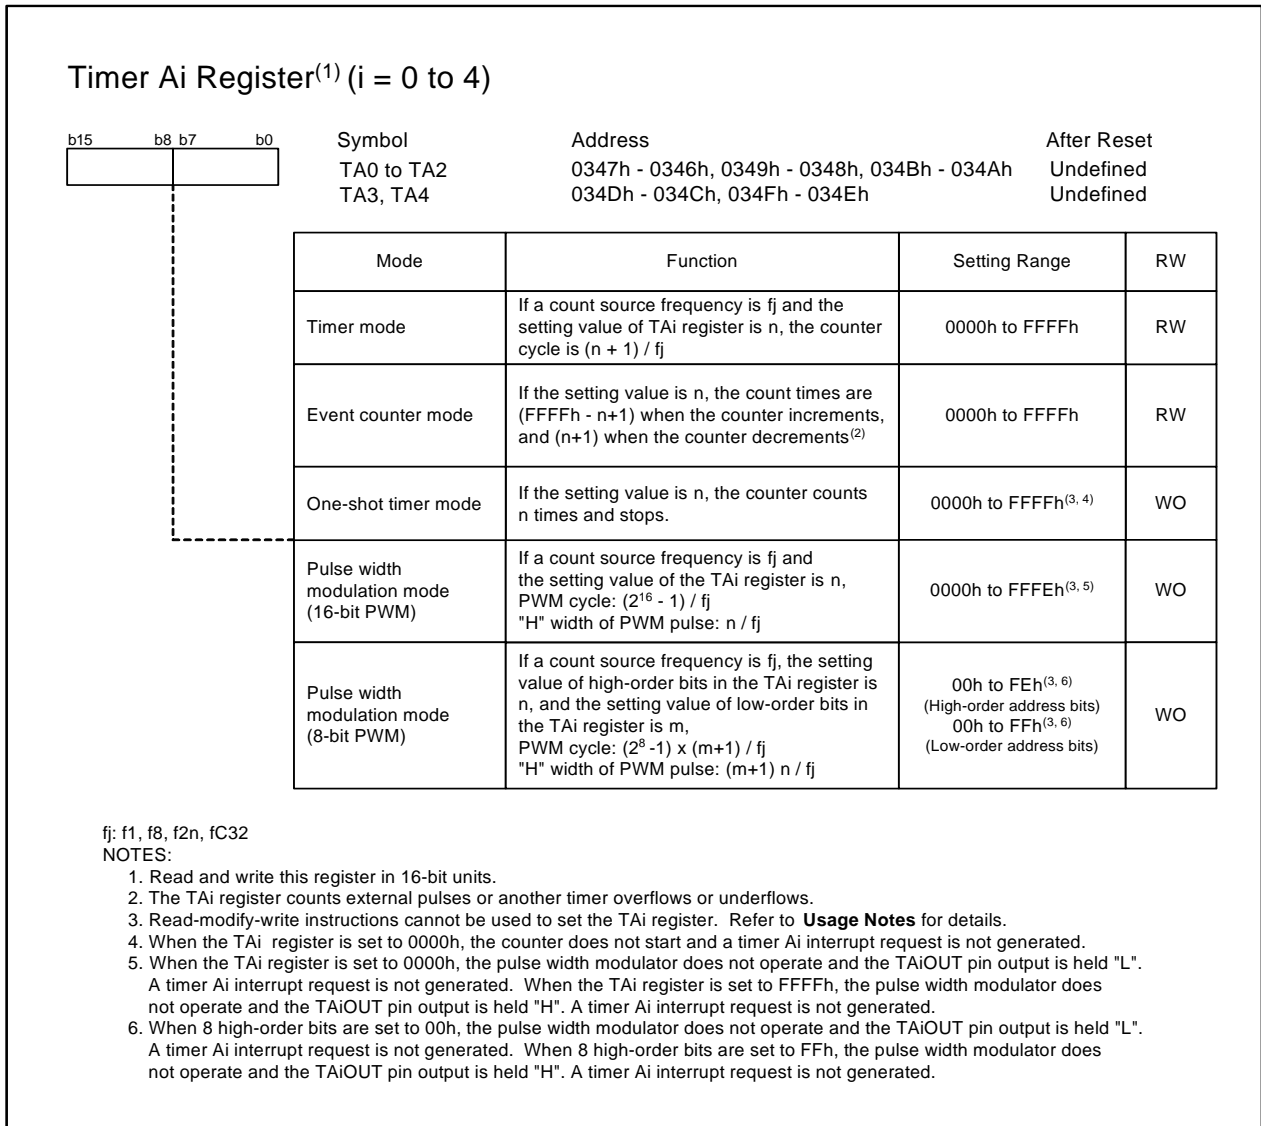 Timer Ai Register(1) (i = 0 to 4)
b15 b8 b7 b0
Symbol Address After Reset
TA0 to TA2 0347h - 0346h, 0349h - 0348h, 034Bh - 034Ah Undefined
TA3, TA4 034Dh - 034Ch, 034Fh - 034Eh Undefined
Mode Function Setting Range RW
Timer mode
If a count source frequency is fj and the
setting value of TAi register is n, the counter
cycle is (n + 1) / fj
0000h to FFFFh
RW
Event counter mode
If the setting value is n, the count times are
(FFFFh - n+1) when the counter increments,
and (n+1) when the counter decrements(2)
0000h to FFFFh
RW
One-shot timer mode
If the setting value is n, the counter counts
n times and stops.
0000h to FFFFh(3, 4)
WO
Pulse width
modulation mode
(16-bit PWM)
If a count source frequency is fj and
the setting value of the TAi register is n,
PWM cycle: (2^16 - 1) / fj
"H" width of PWM pulse: n / fj
0000h to FFFEh(3, 5)
WO
Pulse width
modulation mode
(8-bit PWM)
If a count source frequency is fj, the setting
value of high-order bits in the TAi register is
n, and the setting value of low-order bits in
the TAi register is m,
PWM cycle: (2^8 -1) x (m+1) / fj
"H" width of PWM pulse: (m+1) n / fj
00h to FEh(3, 6)
(High-order address bits)
00h to FFh(3, 6)
(Low-order address bits)
WO
fj: f1, f8, f2n, fC32
NOTES:
1. Read and write this register in 16-bit units.
2. The TAi register counts external pulses or another timer overflows or underflows.
3. Read-modify-write instructions cannot be used to set the TAi register. Refer to Usage Notes for details.
4. When the TAi register is set to 0000h, the counter does not start and a timer Ai interrupt request is not generated.
5. When the TAi register is set to 0000h, the pulse width modulator does not operate and the TAiOUT pin output is held "L".
A timer Ai interrupt request is not generated. When the TAi register is set to FFFFh, the pulse width modulator does
not operate and the TAiOUT pin output is held "H". A timer Ai interrupt request is not generated.
6. When 8 high-order bits are set to 00h, the pulse width modulator does not operate and the TAiOUT pin output is held "L".
A timer Ai interrupt request is not generated. When 8 high-order bits are set to FFh, the pulse width modulator does
not operate and the TAiOUT pin output is held "H". A timer Ai interrupt request is not generated.